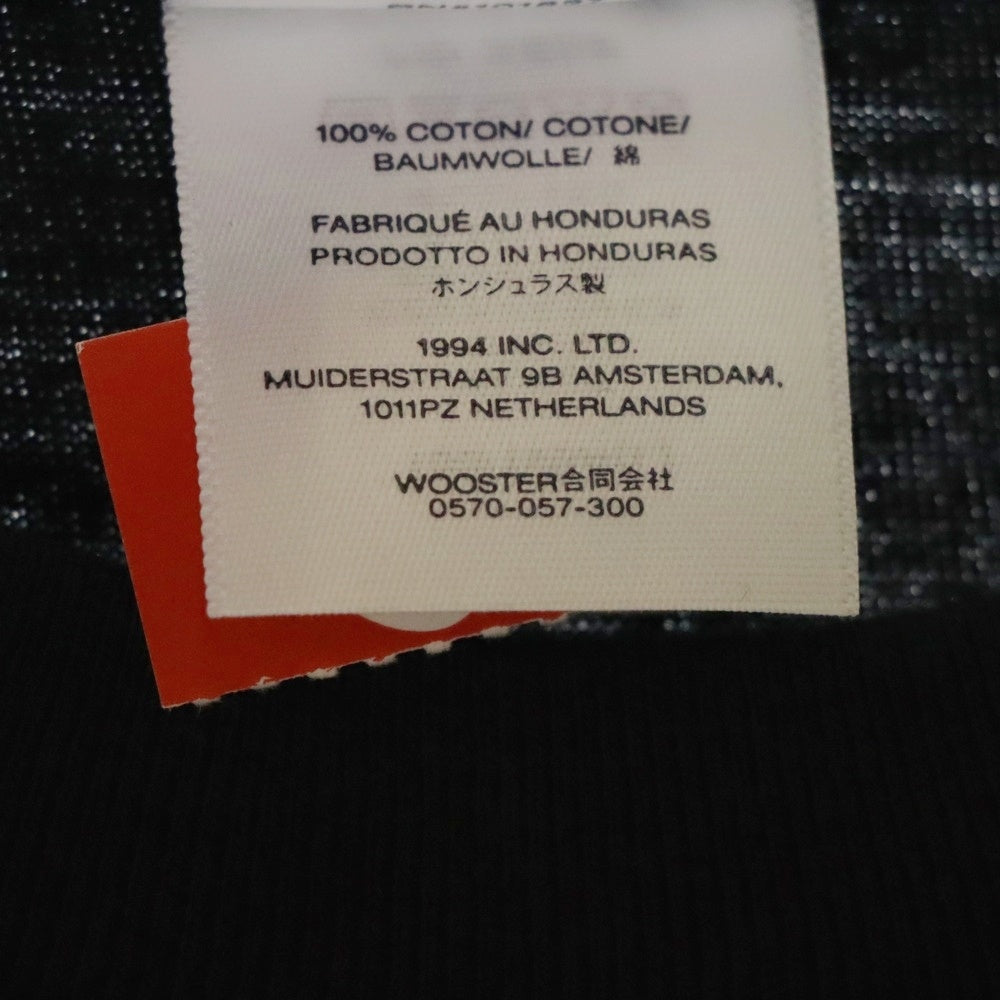 100% COTON/ COTONE/
BAUMWOLLE/ 綿
FABRIQUÉ AU HONDURAS
PRODOTTO IN HONDURAS
ホンシュラス製
1994 INC. LTD.
MUIDERSTRAAT 9B AMSTERDAM,
1011PZ NETHERLANDS
WOOSTER合同会社
0570-057-300